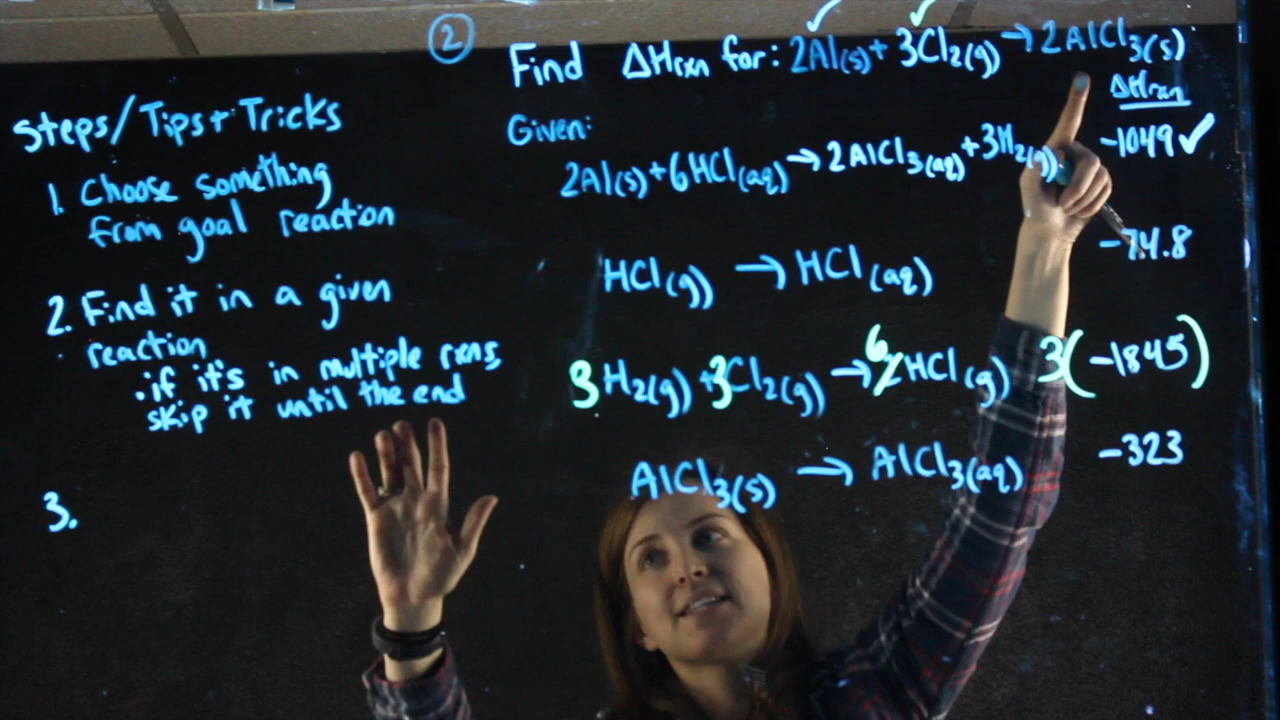 ②
Find ΔHrxn for: 2Al(s) + 3Cl2(g) → 2AlCl3(s)
Steps/Tips + Tricks
1. Choose something
from goal reaction
2. Find it in a given
reaction
• if it's in multiple rxns,
skip it until the end
3.
Given:
ΔHrxn
2Al(s) + 6HCl(aq) → 2AlCl3(aq) + 3H2(g) -1049 ✓
HCl(g) → HCl(aq) -74.8
3H2(g) + 3Cl2(g) → 6 2HCl(g) 3(-1845)
AlCl3(s) → AlCl3(aq) -323